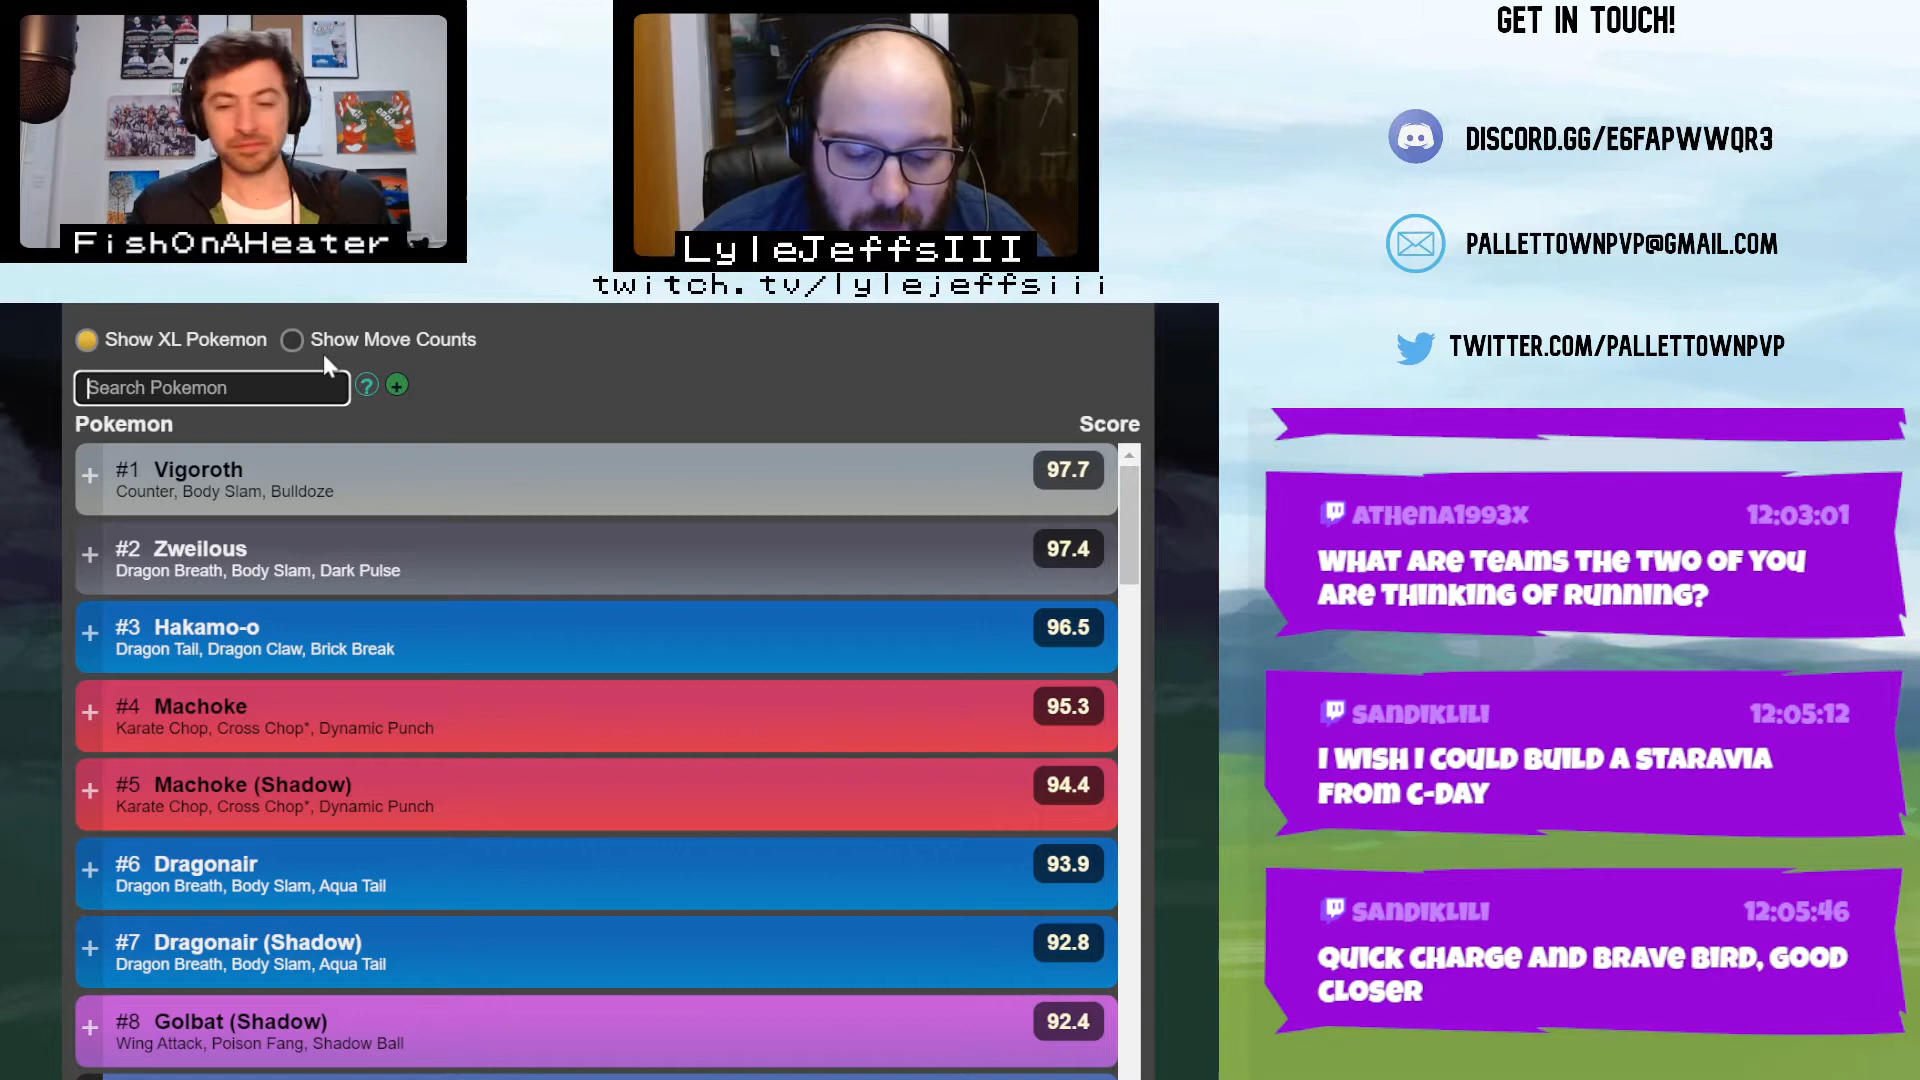 FishOnAHeater
LyleJeffsIII
twitch.tv/lylejeffsiii
GET IN TOUCH!
DISCORD.GG/E6FAPWWQR3
PALLETTOWNPVP@GMAIL.COM
TWITTER.COM/PALLETTOWNPVP
Show XL Pokemon
Show Move Counts
Search Pokemon
?
+
Pokemon
Score
+ #1 Vigoroth 97.7
Counter, Body Slam, Bulldoze
+ #2 Zweilous 97.4
Dragon Breath, Body Slam, Dark Pulse
+ #3 Hakamo-o 96.5
Dragon Tail, Dragon Claw, Brick Break
+ #4 Machoke 95.3
Karate Chop, Cross Chop*, Dynamic Punch
+ #5 Machoke (Shadow) 94.4
Karate Chop, Cross Chop*, Dynamic Punch
+ #6 Dragonair 93.9
Dragon Breath, Body Slam, Aqua Tail
+ #7 Dragonair (Shadow) 92.8
Dragon Breath, Body Slam, Aqua Tail
+ #8 Golbat (Shadow) 92.4
Wing Attack, Poison Fang, Shadow Ball
ATHENA1993X 12:03:01
WHAT ARE TEAMS THE TWO OF YOU
ARE THINKING OF RUNNING?
SANDIKLILI 12:05:12
I WISH I COULD BUILD A STARAVIA
FROM C-DAY
SANDIKLILI 12:05:46
QUICK CHARGE AND BRAVE BIRD, GOOD
CLOSER